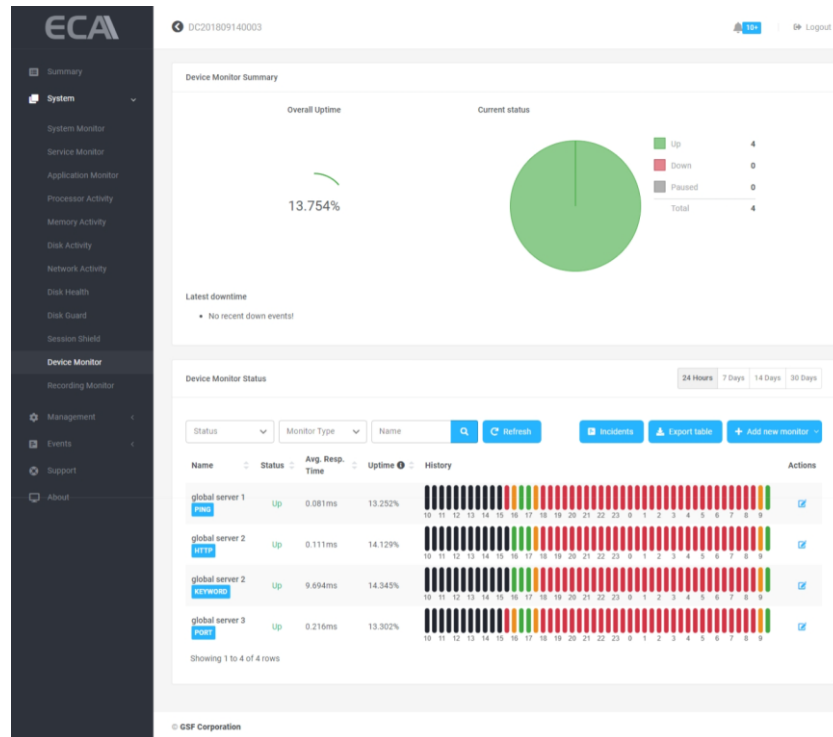 ECAA
DC201809140003
10+
Logout
Summary
System
System Monitor
Service Monitor
Application Monitor
Processor Activity
Memory Activity
Disk Activity
Network Activity
Disk Health
Disk Guard
Session Shield
Device Monitor
Recording Monitor
Management
Events
Support
About
Device Monitor Summary
Overall Uptime
13.754%
Current status
Up 4
Down 0
Paused 0
Total 4
Latest downtime
• No recent down events!
Device Monitor Status
24 Hours 7 Days 14 Days 30 Days
Status Monitor Type Name Refresh Incidents Export table + Add new monitor
Name Status Avg. Resp. Time Uptime History Actions
global server 1
PING
Up 0.081ms 13.252%
10 11 12 13 14 15 16 17 18 19 20 21 22 23 0 1 2 3 4 5 6 7 8 9
global server 2
HTTP
Up 0.111ms 14.129%
10 11 12 13 14 15 16 17 18 19 20 21 22 23 0 1 2 3 4 5 6 7 8 9
global server 2
KEYWORD
Up 9.694ms 14.345%
10 11 12 13 14 15 16 17 18 19 20 21 22 23 0 1 2 3 4 5 6 7 8 9
global server 3
PORT
Up 0.216ms 13.302%
10 11 12 13 14 15 16 17 18 19 20 21 22 23 0 1 2 3 4 5 6 7 8 9
Showing 1 to 4 of 4 rows
© GSF Corporation